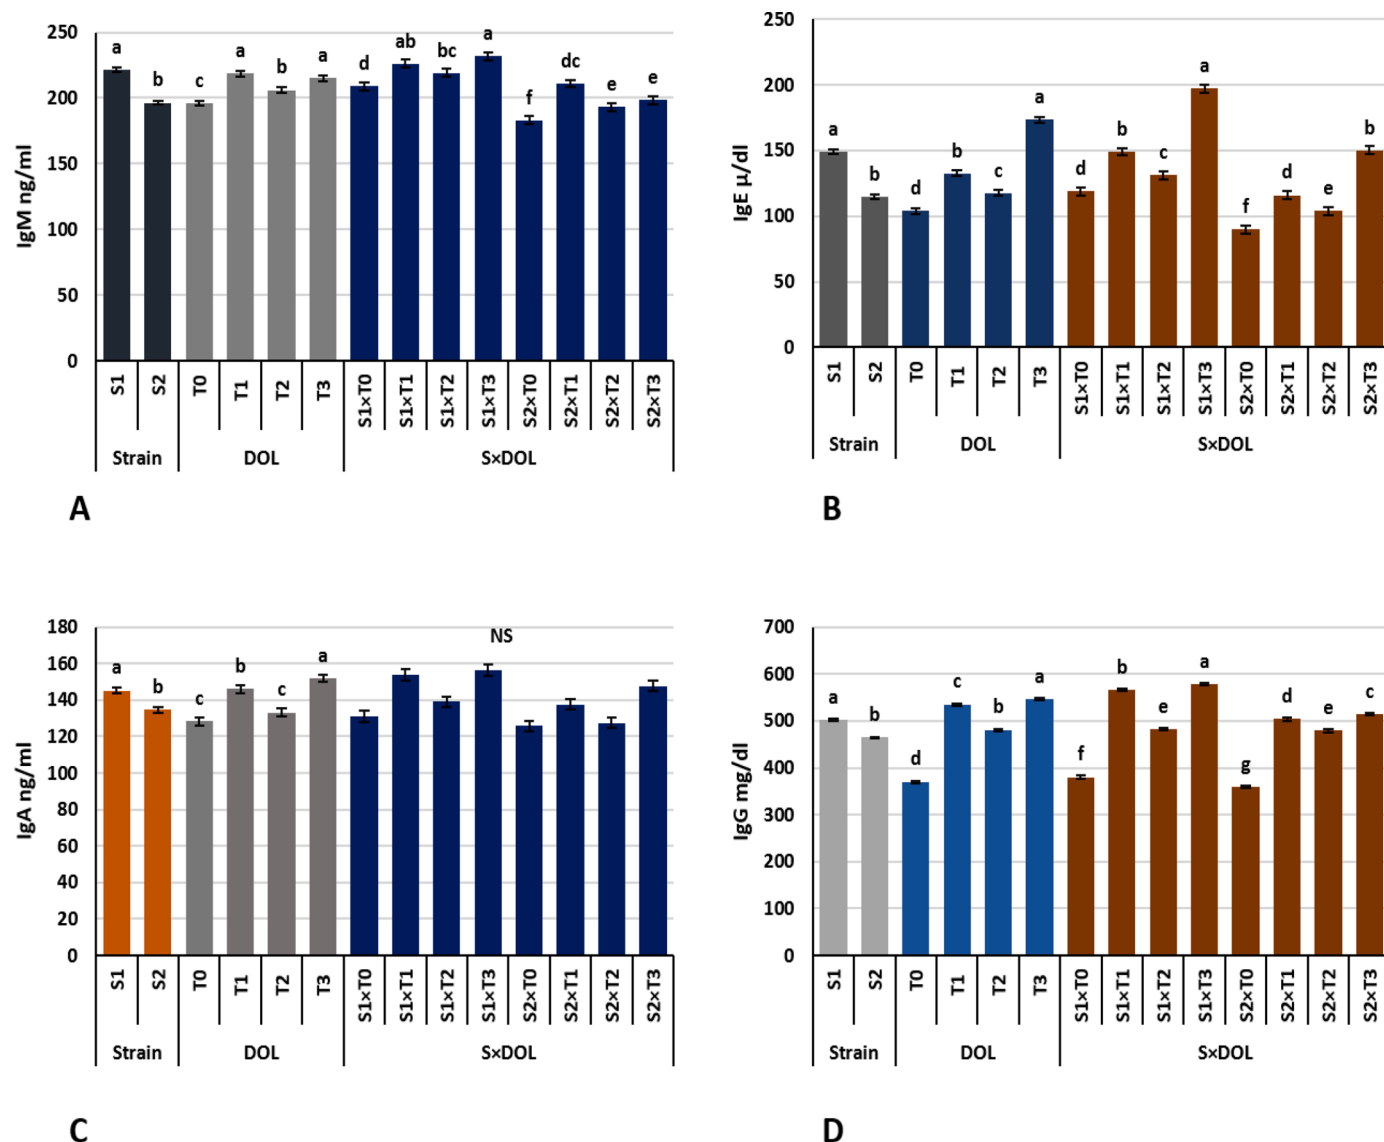 250
200
150
100
50
0
IgM ng/ml
a
b
c
a
b
a
d
ab
bc
a
f
dc
e
e
S1
S2
T0
T1
T2
T3
S1×T0
S1×T1
S1×T2
S1×T3
S2×T0
S2×T1
S2×T2
S2×T3
Strain
DOL
S×DOL
A
250
200
150
100
50
0
IgE µ/dl
a
b
d
b
c
a
d
b
c
a
f
d
e
b
S1
S2
T0
T1
T2
T3
S1×T0
S1×T1
S1×T2
S1×T3
S2×T0
S2×T1
S2×T2
S2×T3
Strain
DOL
S×DOL
B
180
160
140
120
100
80
60
40
20
0
IgA ng/ml
a
b
c
b
c
a
NS
S1
S2
T0
T1
T2
T3
S1×T0
S1×T1
S1×T2
S1×T3
S2×T0
S2×T1
S2×T2
S2×T3
Strain
DOL
S×DOL
C
700
600
500
400
300
200
100
0
IgG mg/dl
a
b
d
c
b
a
f
b
e
a
g
d
e
c
S1
S2
T0
T1
T2
T3
S1×T0
S1×T1
S1×T2
S1×T3
S2×T0
S2×T1
S2×T2
S2×T3
Strain
DOL
S×DOL
D